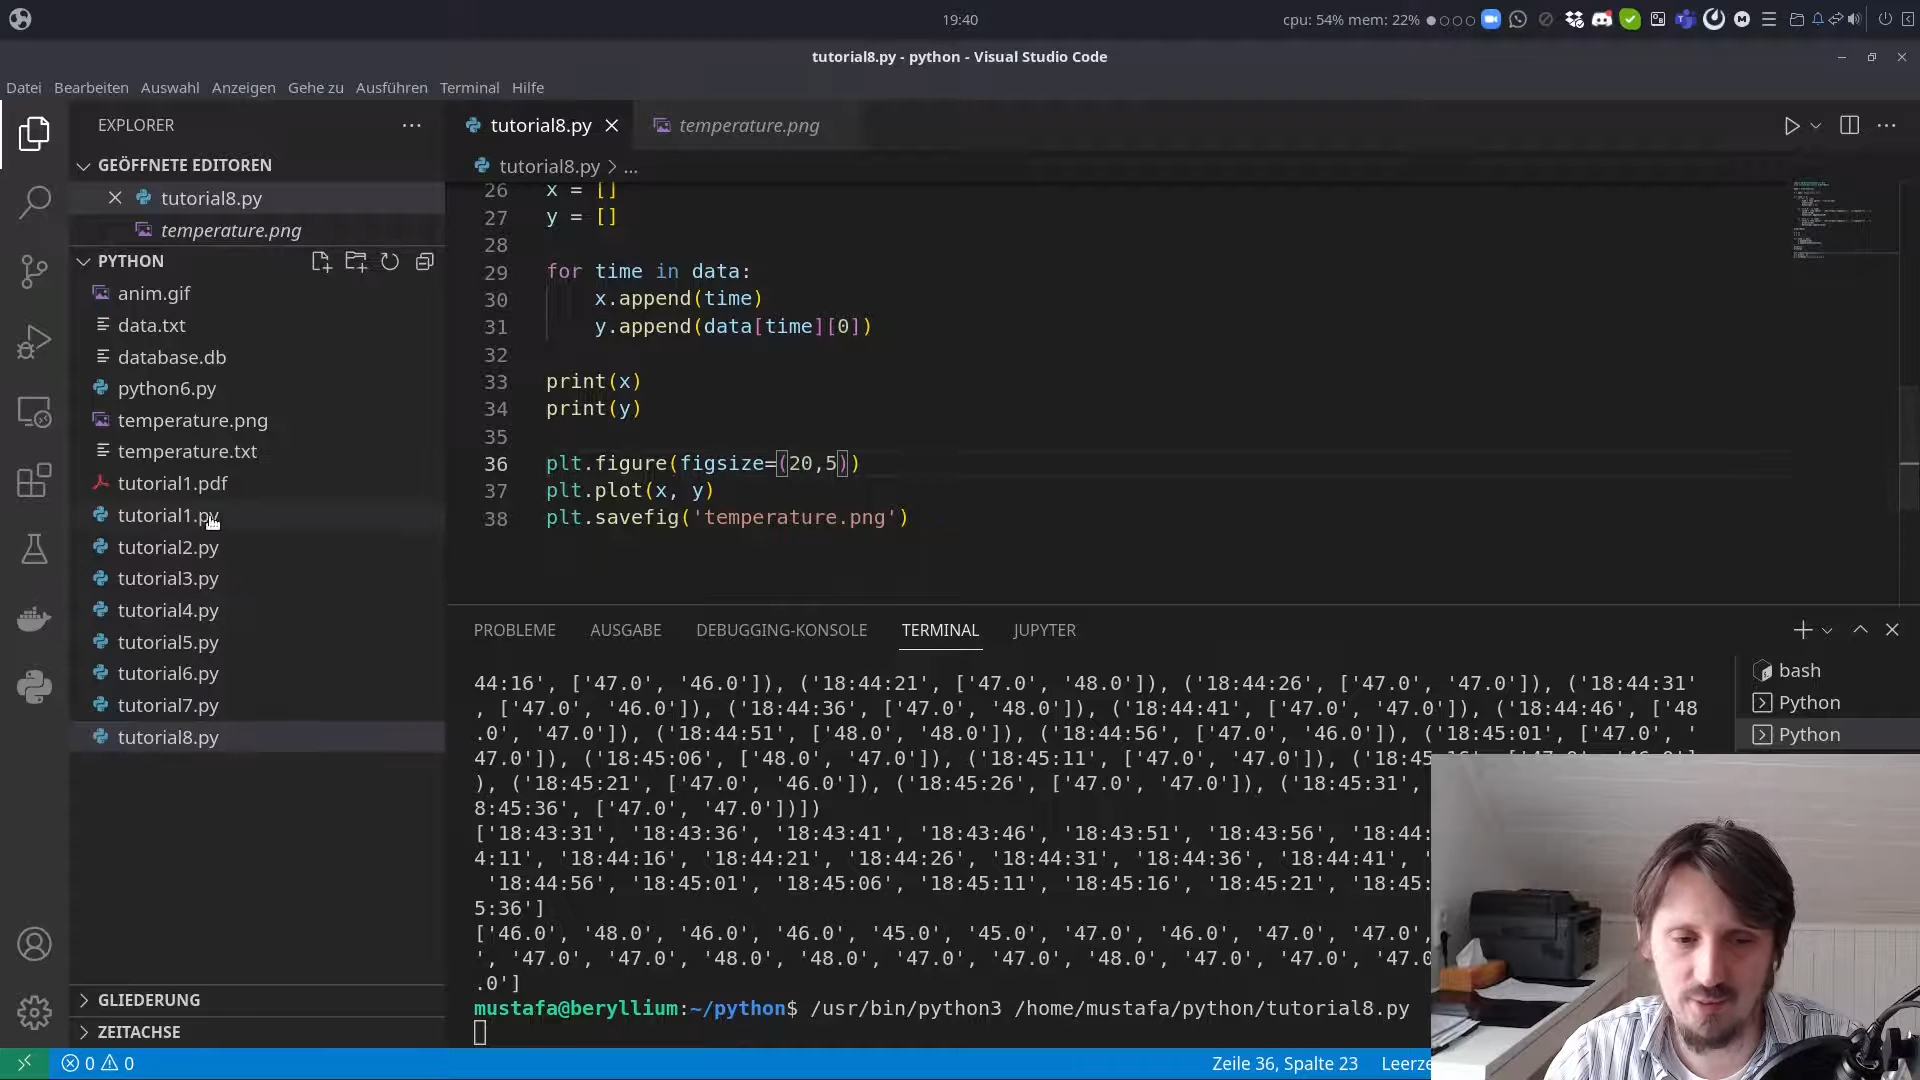 19:40
cpu: 54% mem: 22%
tutorial8.py - python - Visual Studio Code
Datei Bearbeiten Auswahl Anzeigen Gehe zu Ausführen Terminal Hilfe
EXPLORER
GEÖFFNETE EDITOREN
tutorial8.py
temperature.png
PYTHON
anim.gif
data.txt
database.db
python6.py
temperature.png
temperature.txt
tutorial1.pdf
tutorial1.py
tutorial2.py
tutorial3.py
tutorial4.py
tutorial5.py
tutorial6.py
tutorial7.py
tutorial8.py
GLIEDERUNG
ZEITACHSE
tutorial8.py temperature.png
tutorial8.py > ...
26 x = []
27 y = []
28
29 for time in data:
30 x.append(time)
31 y.append(data[time][0])
32
33 print(x)
34 print(y)
35
36 plt.figure(figsize=(20,5))
37 plt.plot(x, y)
38 plt.savefig('temperature.png')
PROBLEME AUSGABE DEBUGGING-KONSOLE TERMINAL JUPYTER
44:16', ['47.0', '46.0']), ('18:44:21', ['47.0', '48.0']), ('18:44:26', ['47.0', '47.0']), ('18:44:31'
, ['47.0', '46.0']), ('18:44:36', ['47.0', '48.0']), ('18:44:41', ['47.0', '47.0']), ('18:44:46', ['48
.0', '47.0']), ('18:44:51', ['48.0', '48.0']), ('18:44:56', ['47.0', '46.0']), ('18:45:01', ['47.0', '
47.0']), ('18:45:06', ['48.0', '47.0']), ('18:45:11', ['47.0', '47.0']), ('18:45:16', ['47.0', '46.0']
), ('18:45:21', ['47.0', '46.0']), ('18:45:26', ['47.0', '47.0']), ('18:45:31',
8:45:36', ['47.0', '47.0'])])
['18:43:31', '18:43:36', '18:43:41', '18:43:46', '18:43:51', '18:43:56', '18:44:
4:11', '18:44:16', '18:44:21', '18:44:26', '18:44:31', '18:44:36', '18:44:41', '
'18:44:56', '18:45:01', '18:45:06', '18:45:11', '18:45:16', '18:45:21', '18:45:
5:36']
['46.0', '48.0', '46.0', '46.0', '45.0', '45.0', '47.0', '46.0', '47.0', '47.0',
', '47.0', '47.0', '48.0', '48.0', '47.0', '47.0', '48.0', '47.0', '47.0', '47.0
.0']
mustafa@beryllium:~/python$ /usr/bin/python3 /home/mustafa/python/tutorial8.py
bash
Python
Python
0 0
Zeile 36, Spalte 23 Leerze